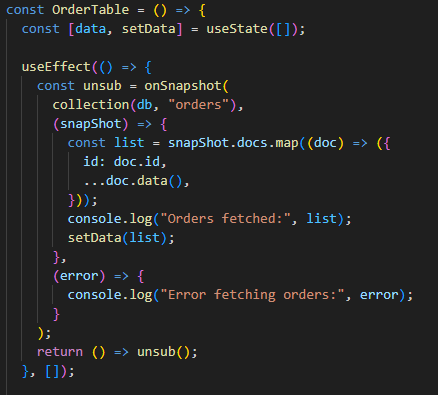 const OrderTable = () => {
  const [data, setData] = useState([]);

  useEffect(() => {
    const unsub = onSnapshot(
      collection(db, "orders"),
      (snapShot) => {
        const list = snapShot.docs.map((doc) => ({
          id: doc.id,
          ...doc.data(),
        }));
        console.log("Orders fetched:", list);
        setData(list);
      },
      (error) => {
        console.log("Error fetching orders:", error);
      }
    );
    return () => unsub();
  }, []);